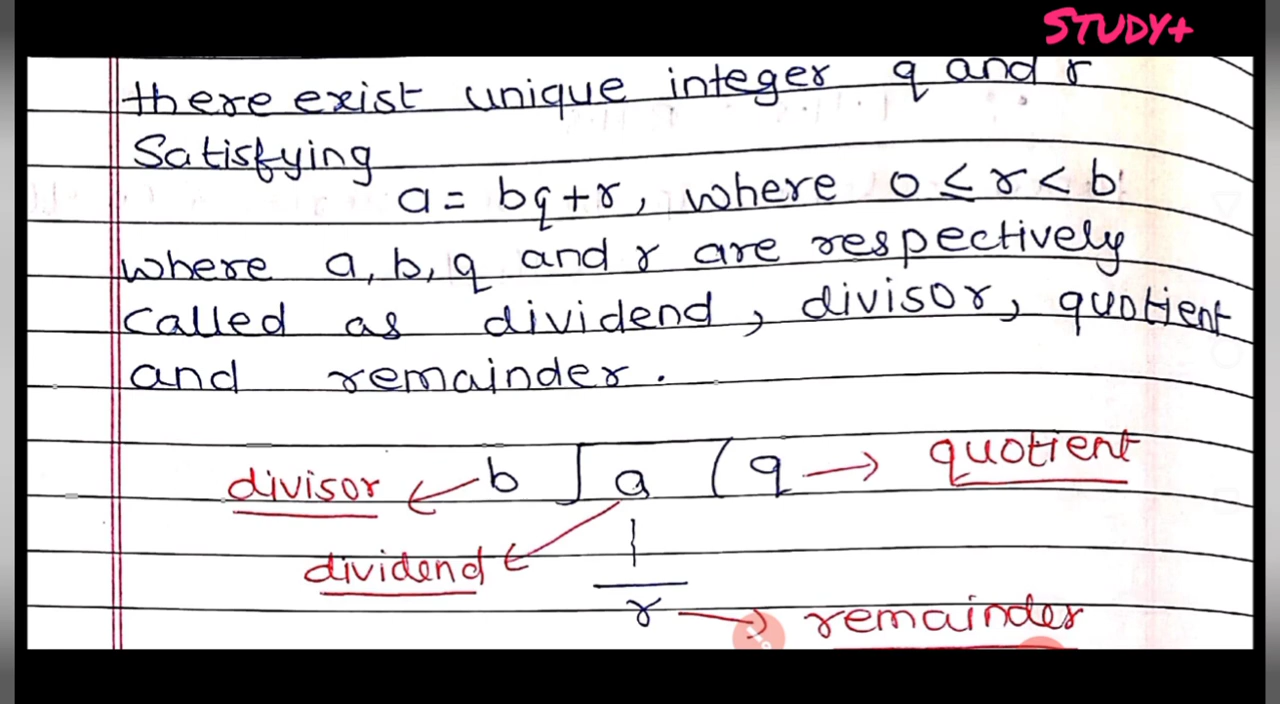 STUDY+
there exist unique integer q and r
Satisfying
a = bq + r, where 0 ≤ r < b
where a, b, q and r are respectively
called as dividend, divisor, quotient
and remainder.
divisor ← b ) a ( q → quotient
dividend ←
r → remainder